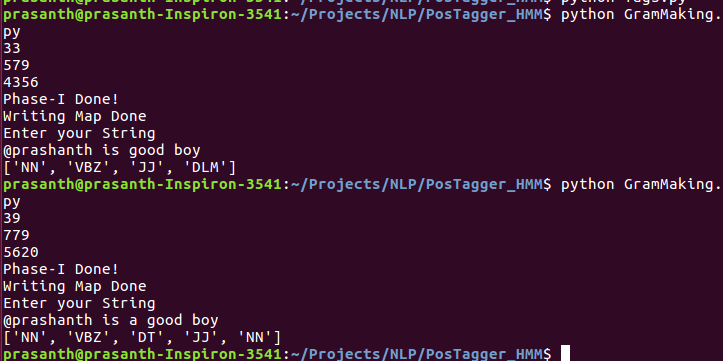 python Tags.py
prasanth@prasanth-Inspiron-3541:~/Projects/NLP/PosTagger_HMM$ python GramMaking.
py
33
579
4356
Phase-I Done!
Writing Map Done
Enter your String
@prashanth is good boy
['NN', 'VBZ', 'JJ', 'DLM']
prasanth@prasanth-Inspiron-3541:~/Projects/NLP/PosTagger_HMM$ python GramMaking.
py
39
779
5620
Phase-I Done!
Writing Map Done
Enter your String
@prashanth is a good boy
['NN', 'VBZ', 'DT', 'JJ', 'NN']
prasanth@prasanth-Inspiron-3541:~/Projects/NLP/PosTagger_HMM$